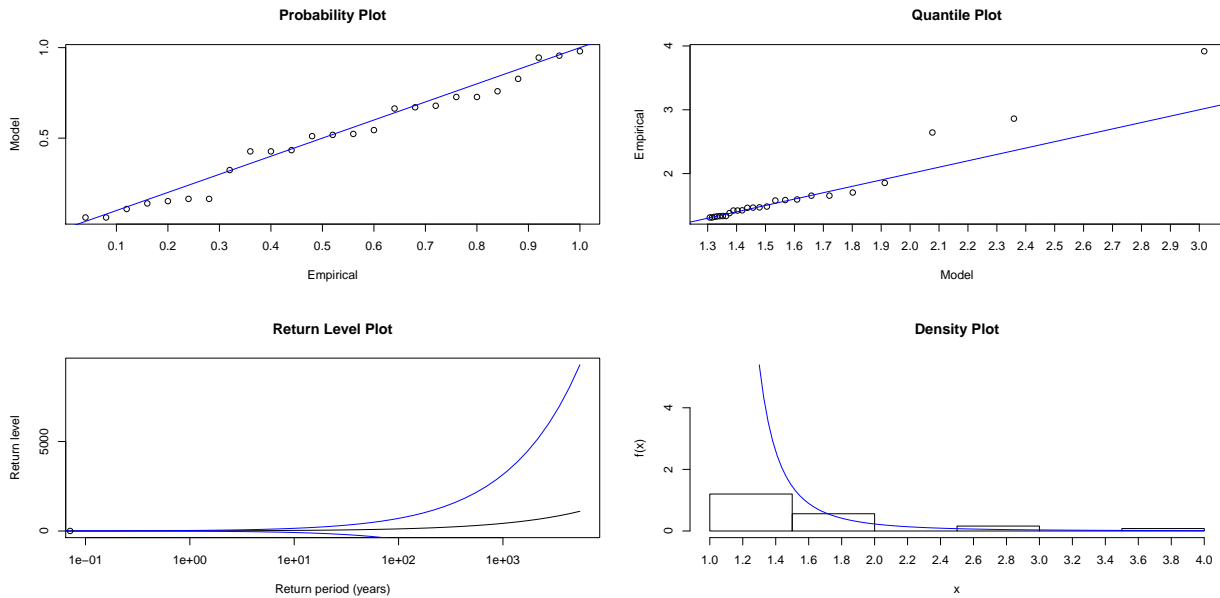 Probability Plot
1.0
0.5
Model
0.1 0.2 0.3 0.4 0.5 0.6 0.7 0.8 0.9 1.0
Empirical
Quantile Plot
4
3
2
Empirical
1.3 1.4 1.5 1.6 1.7 1.8 1.9 2.0 2.1 2.2 2.3 2.4 2.5 2.6 2.7 2.8 2.9 3.0
Model
Return Level Plot
5000
0
Return level
1e−01 1e+00 1e+01 1e+02 1e+03
Return period (years)
Density Plot
4
2
0
f(x)
1.0 1.2 1.4 1.6 1.8 2.0 2.2 2.4 2.6 2.8 3.0 3.2 3.4 3.6 3.8 4.0
x